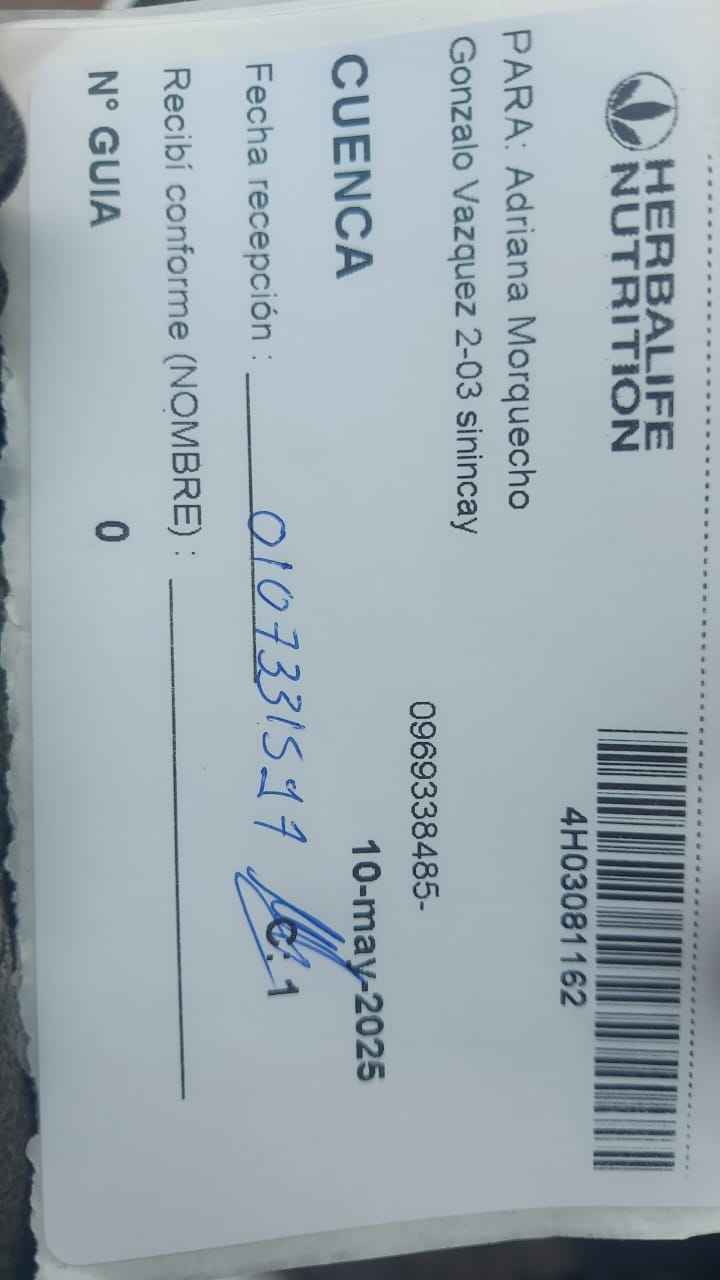 HERBALIFE
NUTRITION
4H03081162
PARA: Adriana Morquecho
Gonzalo Vazquez 2-03 sinincay
0969338485-
CUENCA 10-may-2025
Fecha recepción : C: 1
Recibí conforme (NOMBRE) :
N° GUIA 0